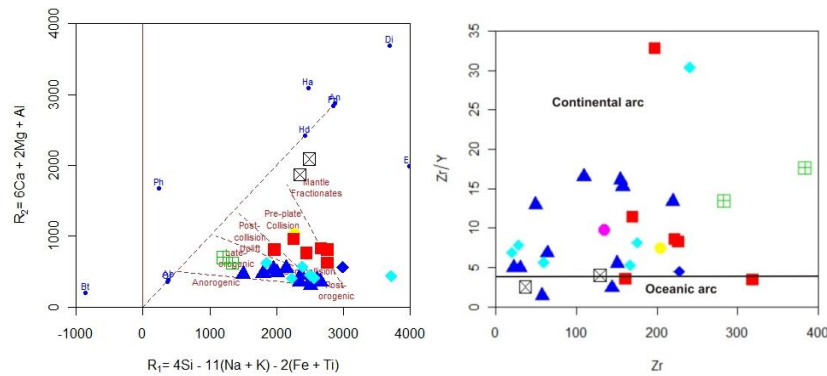 4000
3000
2000
1000
0
R2= 6Ca + 2Mg + Al
Di
Ha
An
Hd
E
Ph
Mantle
Fractionates
Pre-plate
Collision
Post-
collision
Uplift
Late-
orogenic
Anorogenic
Ab
Post
orogenic
Bt
-1000 0 1000 2000 3000 4000
R1= 4Si - 11(Na + K) - 2(Fe + Ti)
35
30
25
20
15
10
5
0
Zr/Y
Continental arc
Oceanic arc
0 100 200 300 400
Zr